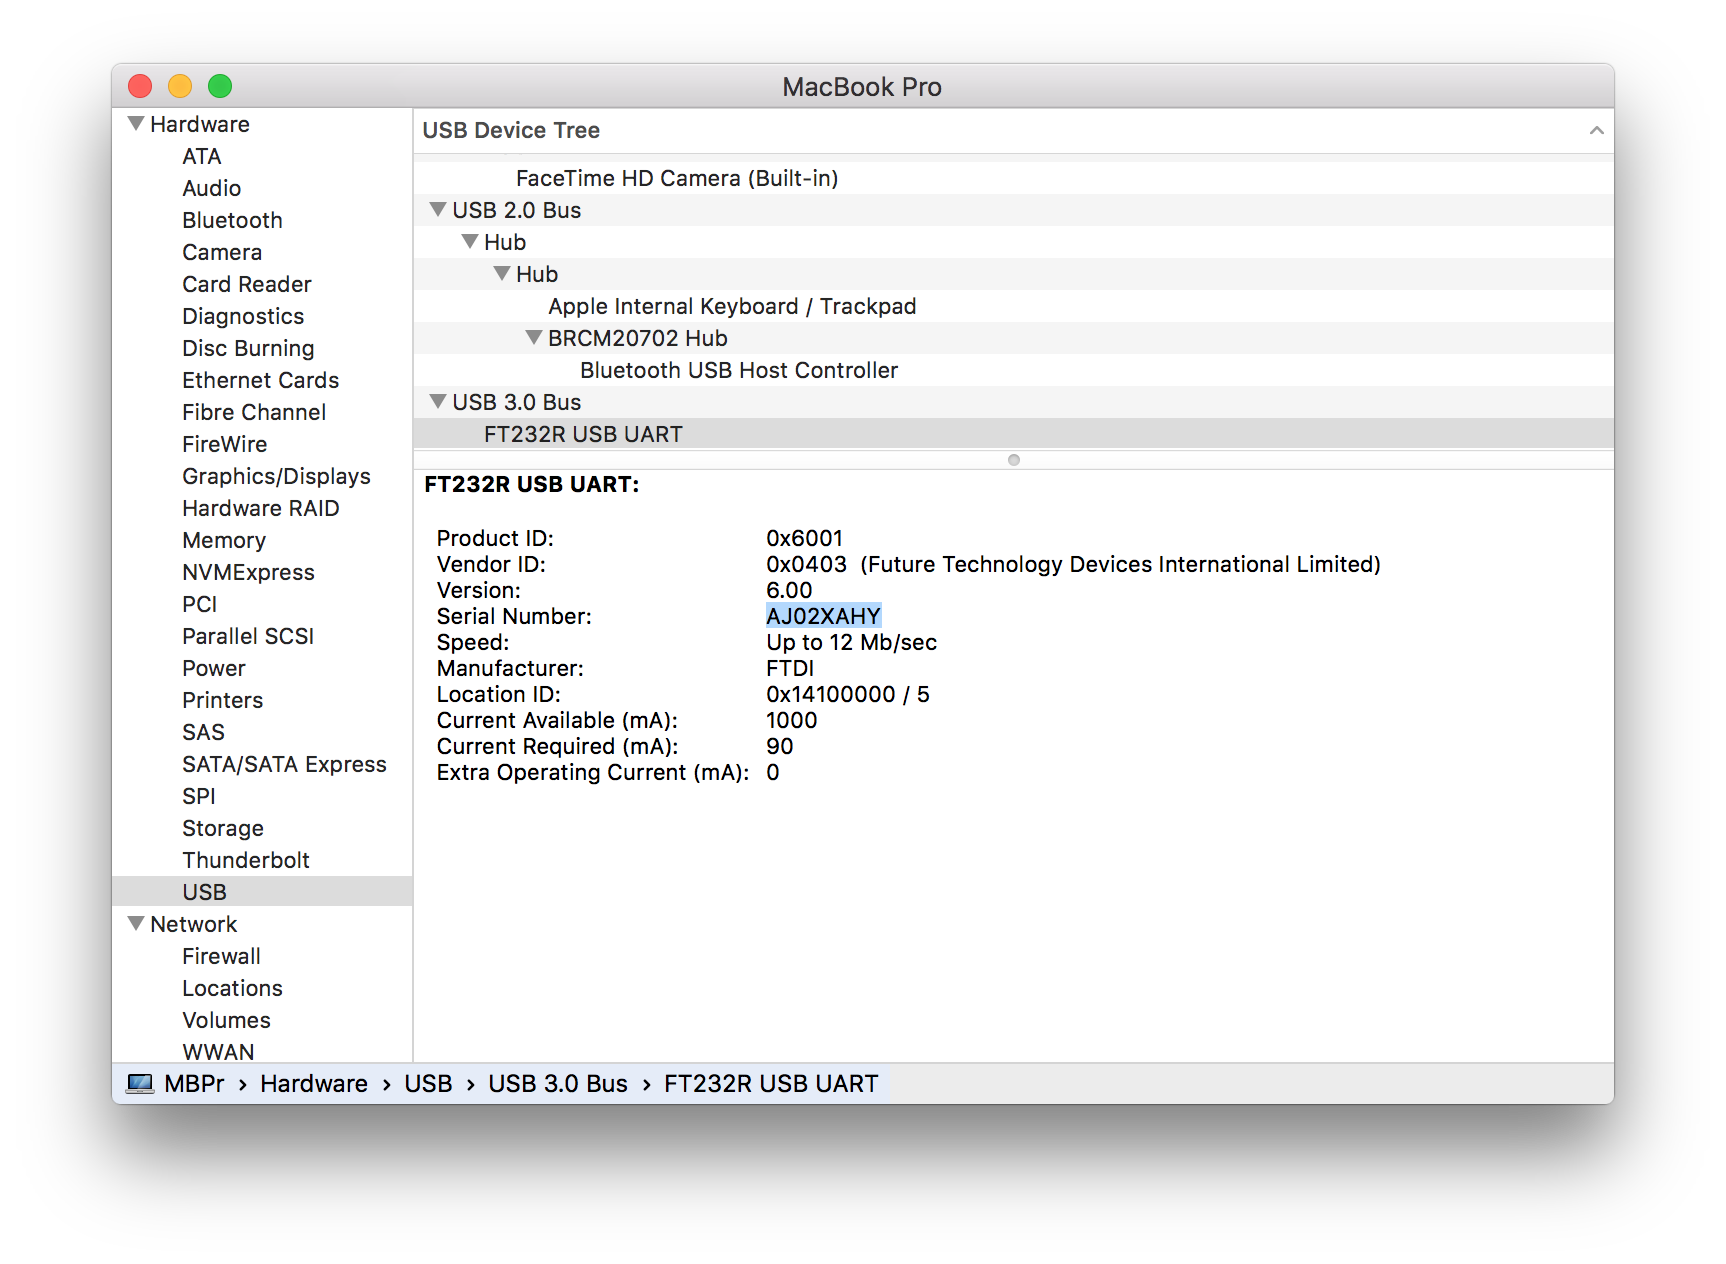 MacBook Pro
Hardware
ATA
Audio
Bluetooth
Camera
Card Reader
Diagnostics
Disc Burning
Ethernet Cards
Fibre Channel
FireWire
Graphics/Displays
Hardware RAID
Memory
NVMExpress
PCI
Parallel SCSI
Power
Printers
SAS
SATA/SATA Express
SPI
Storage
Thunderbolt
USB
Network
Firewall
Locations
Volumes
WWAN
USB Device Tree
FaceTime HD Camera (Built-in)
USB 2.0 Bus
Hub
Hub
Apple Internal Keyboard / Trackpad
BRCM20702 Hub
Bluetooth USB Host Controller
USB 3.0 Bus
FT232R USB UART
FT232R USB UART:
Product ID: 0x6001
Vendor ID: 0x0403 (Future Technology Devices International Limited)
Version: 6.00
Serial Number: AJ02XAHY
Speed: Up to 12 Mb/sec
Manufacturer: FTDI
Location ID: 0x14100000 / 5
Current Available (mA): 1000
Current Required (mA): 90
Extra Operating Current (mA): 0
MBPr › Hardware › USB › USB 3.0 Bus › FT232R USB UART